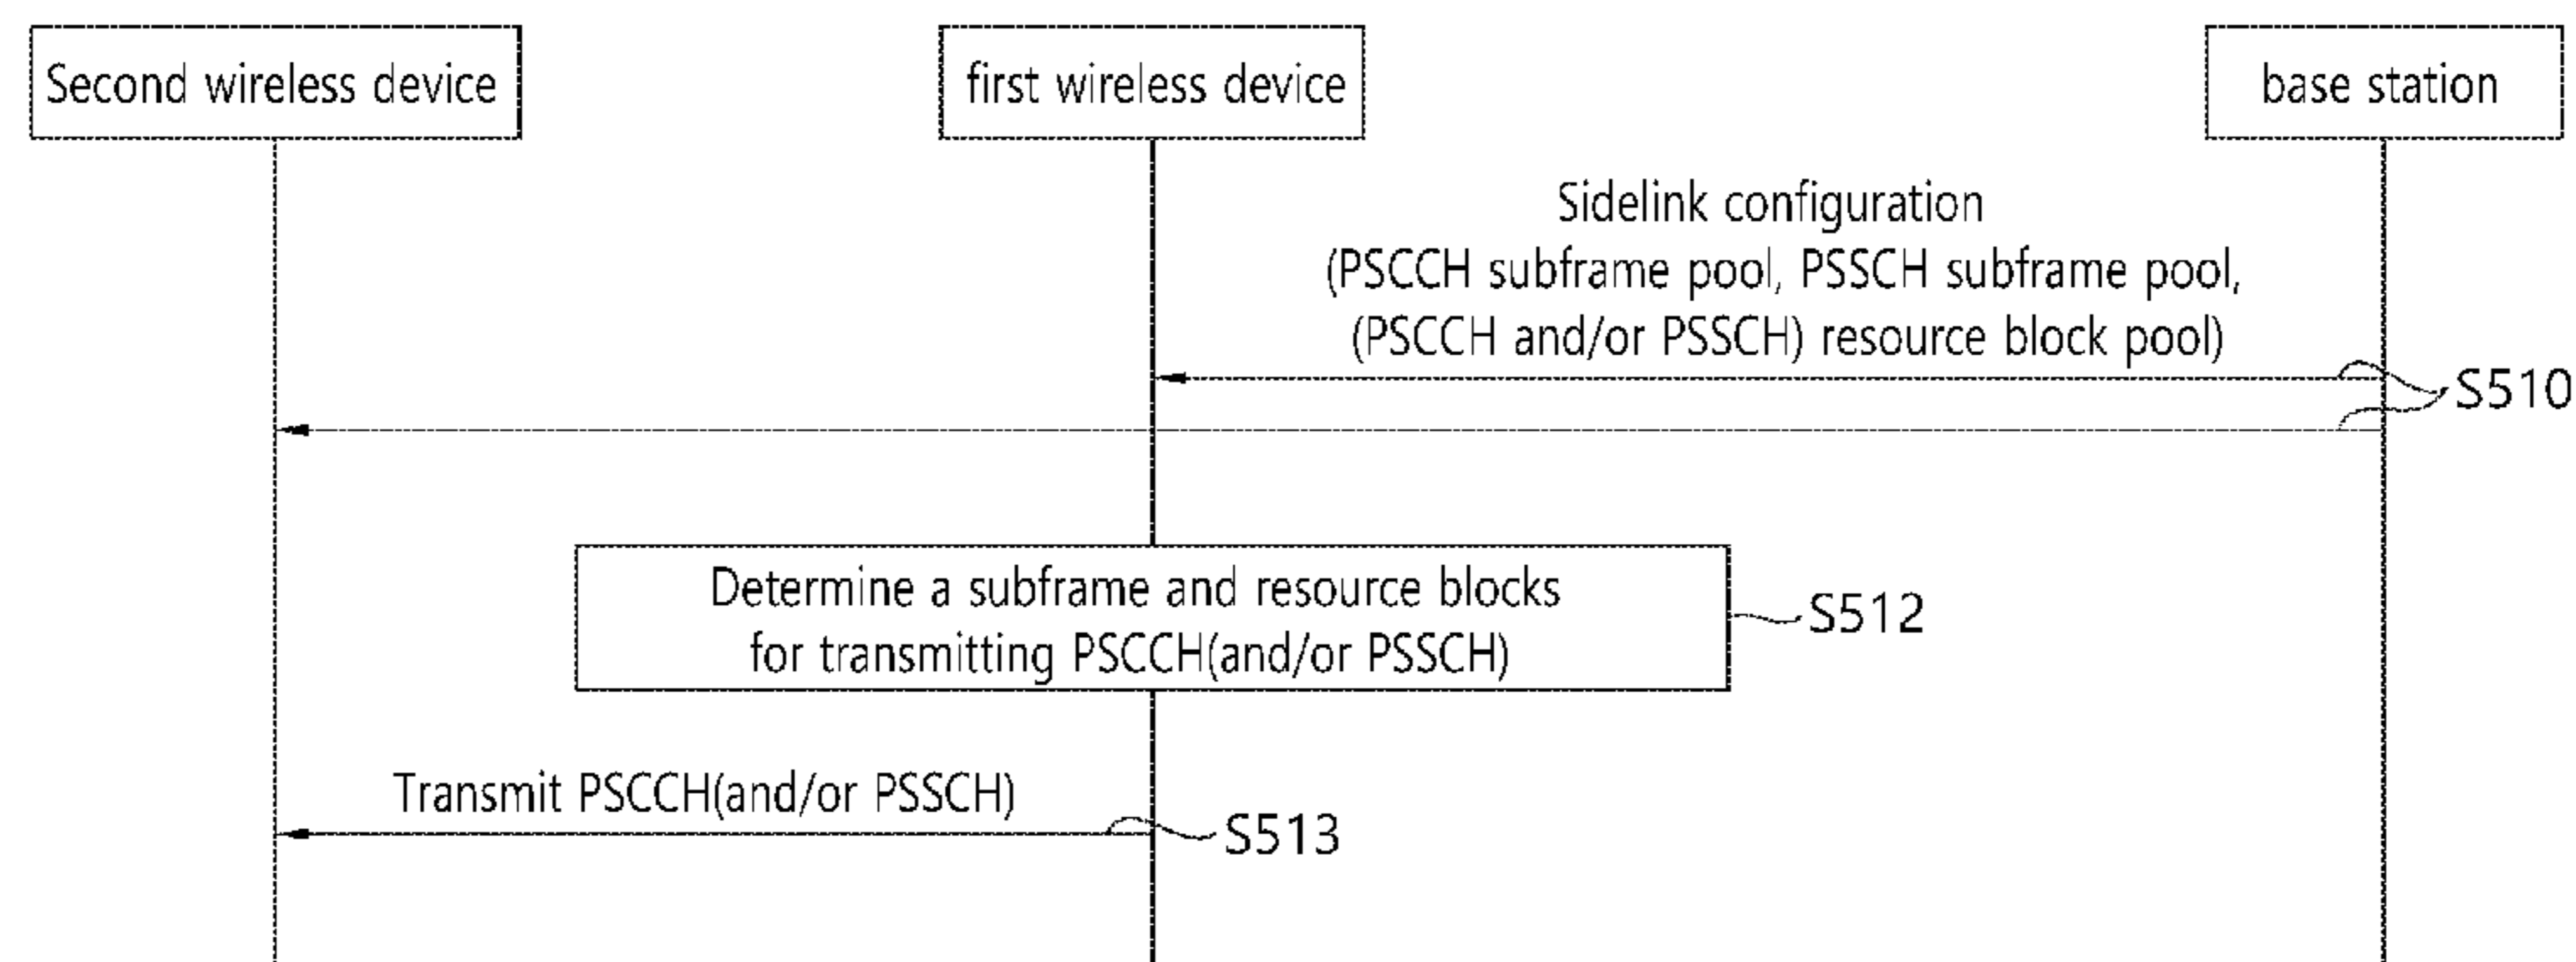 Second wireless device
first wireless device
base station
Sidelink configuration
(PSCCH subframe pool, PSSCH subframe pool,
(PSCCH and/or PSSCH) resource block pool)
S510
Determine a subframe and resource blocks
for transmitting PSCCH(and/or PSSCH)
S512
Transmit PSCCH(and/or PSSCH)
S513